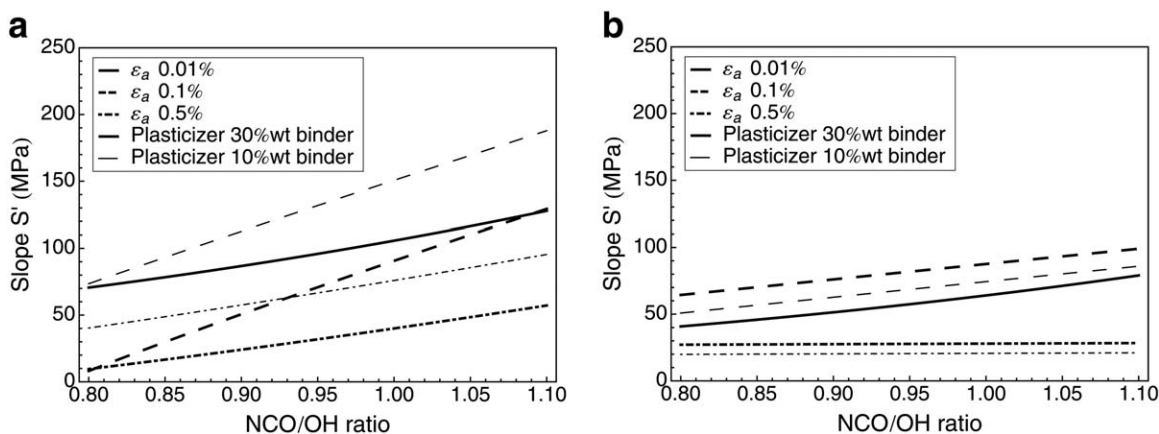 a
250
200
150
100
50
0
Slope S' (MPa)
εa 0.01%
εa 0.1%
εa 0.5%
Plasticizer 30%wt binder
Plasticizer 10%wt binder
0.80 0.85 0.90 0.95 1.00 1.05 1.10
NCO/OH ratio
b
250
200
150
100
50
0
Slope S' (MPa)
εa 0.01%
εa 0.1%
εa 0.5%
Plasticizer 30%wt binder
Plasticizer 10%wt binder
0.80 0.85 0.90 0.95 1.00 1.05 1.10
NCO/OH ratio